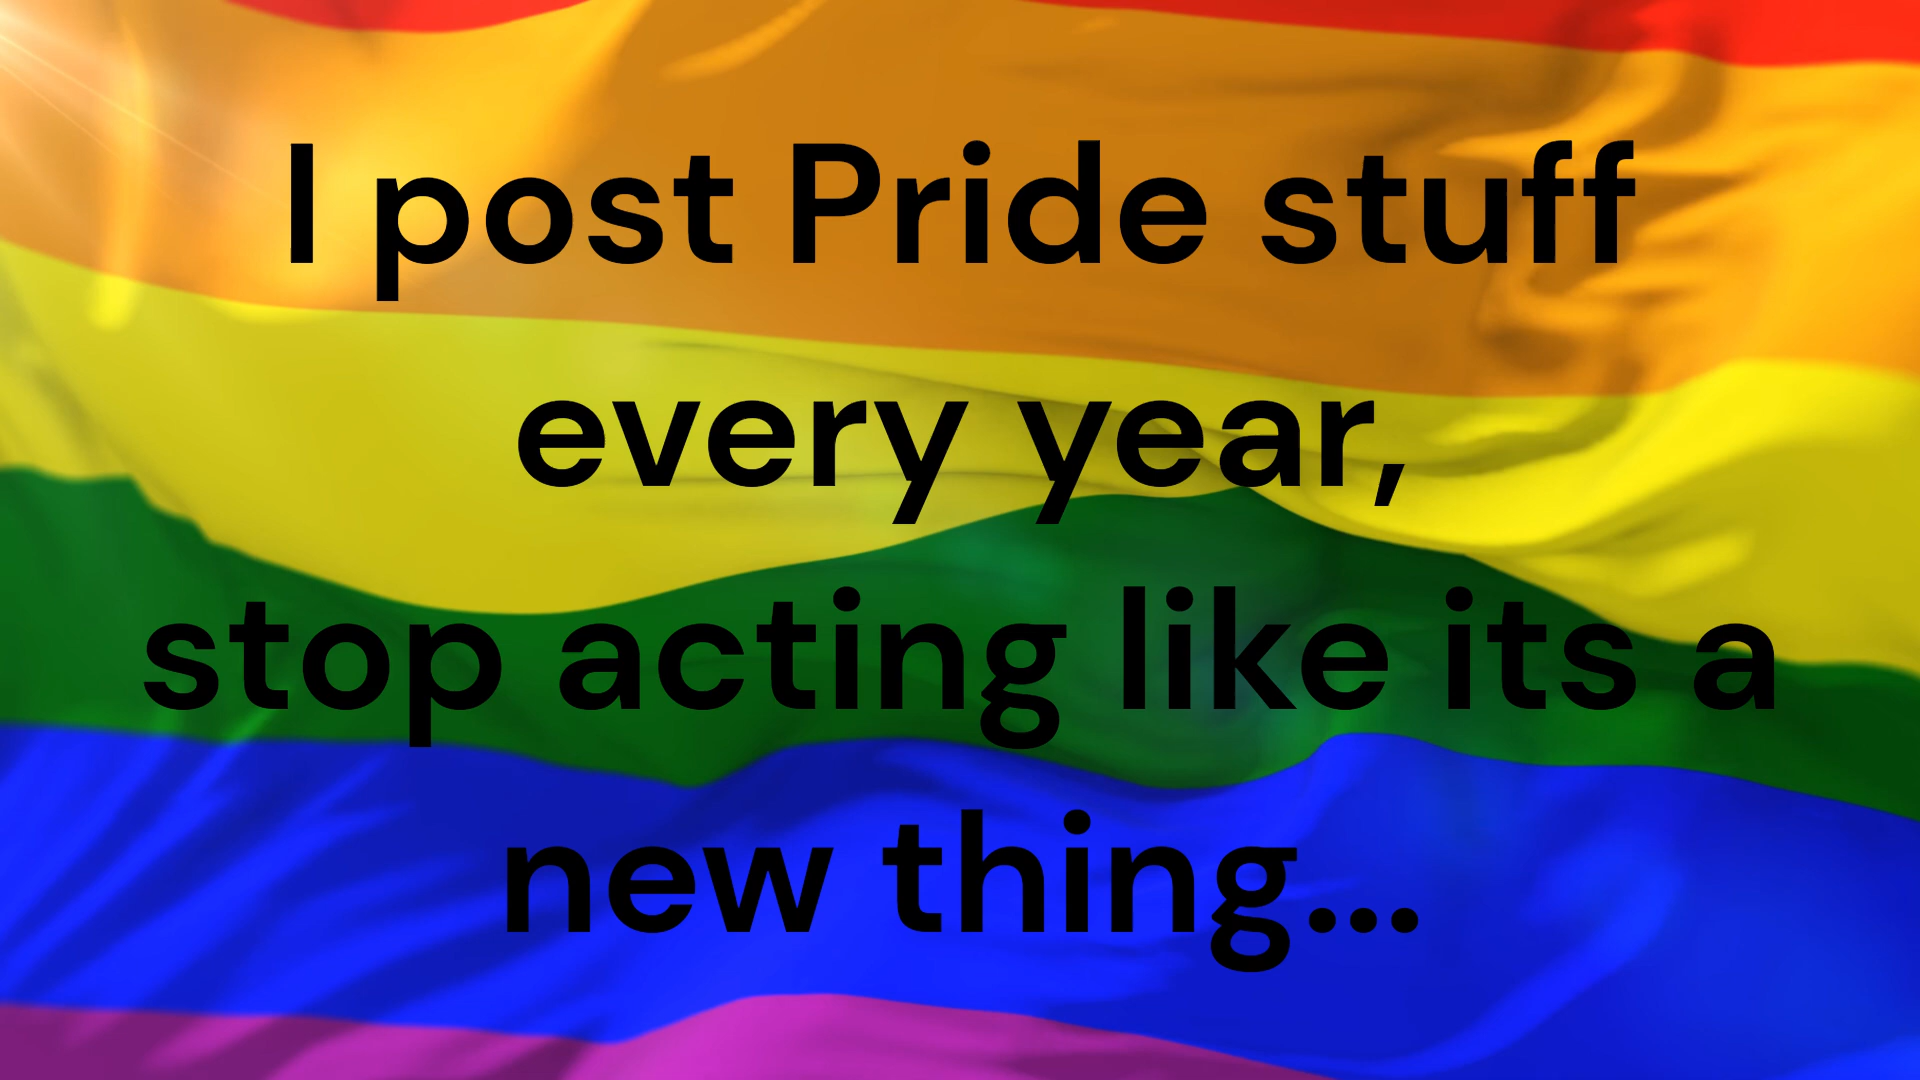 I post Pride stuff
every year,
stop acting like its a
new thing...